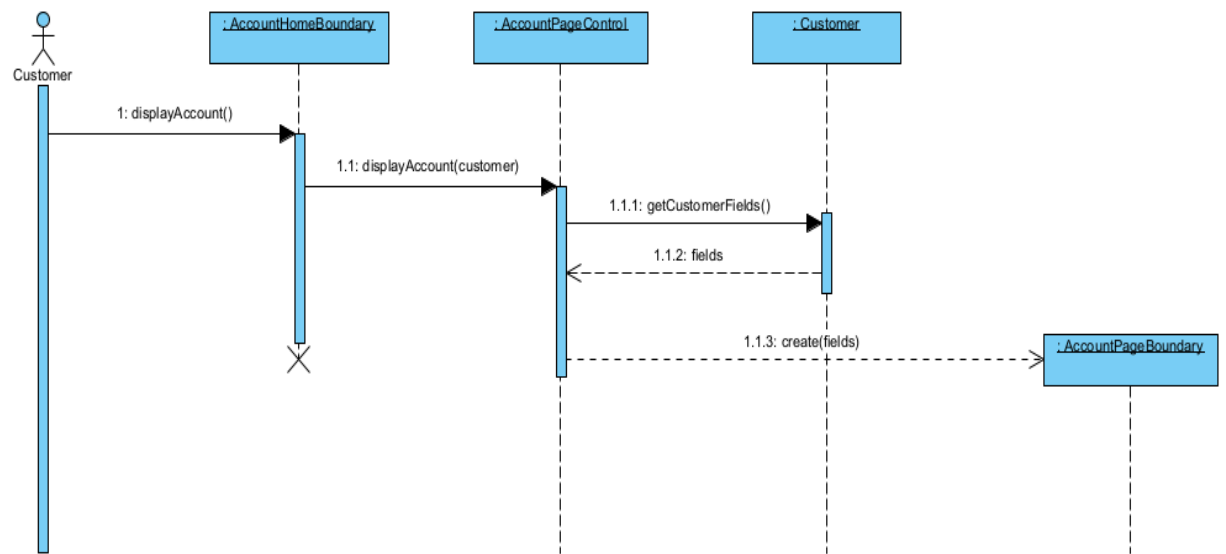 : AccountHomeBoundary
: AccountPageControl
: Customer
Customer
1: displayAccount()
1.1: displayAccount(customer)
1.1.1: getCustomerFields()
1.1.2: fields
1.1.3: create(fields)
: AccountPageBoundary